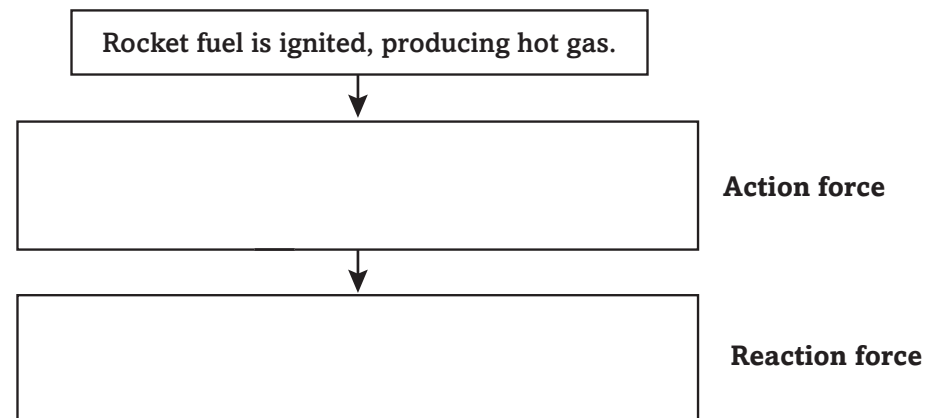 Rocket fuel is ignited, producing hot gas.
Action force
Reaction force